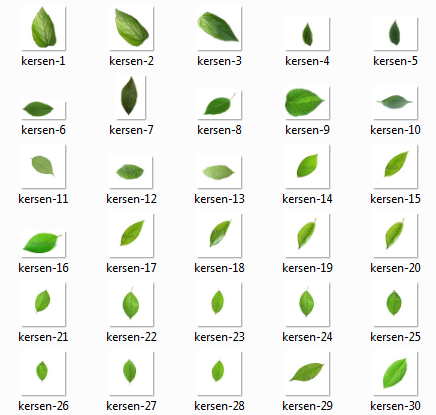 kersen-1 kersen-2 kersen-3 kersen-4 kersen-5
kersen-6 kersen-7 kersen-8 kersen-9 kersen-10
kersen-11 kersen-12 kersen-13 kersen-14 kersen-15
kersen-16 kersen-17 kersen-18 kersen-19 kersen-20
kersen-21 kersen-22 kersen-23 kersen-24 kersen-25
kersen-26 kersen-27 kersen-28 kersen-29 kersen-30